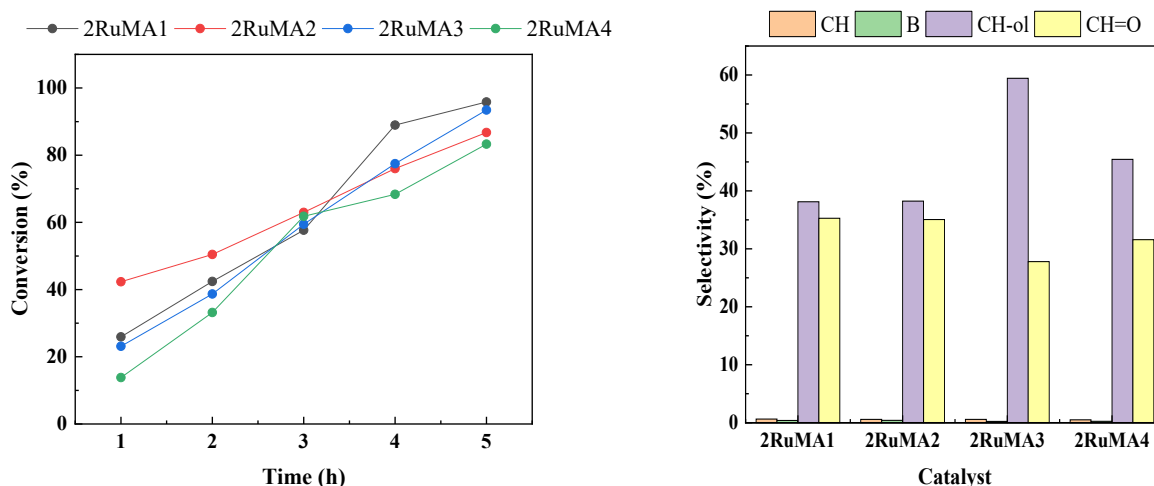 2RuMA1 2RuMA2 2RuMA3 2RuMA4
Conversion (%)
100
80
60
40
20
0
1 2 3 4 5
Time (h)
CH B CH-ol CH=O
Selectivity (%)
60
50
40
30
20
10
0
2RuMA1 2RuMA2 2RuMA3 2RuMA4
Catalyst